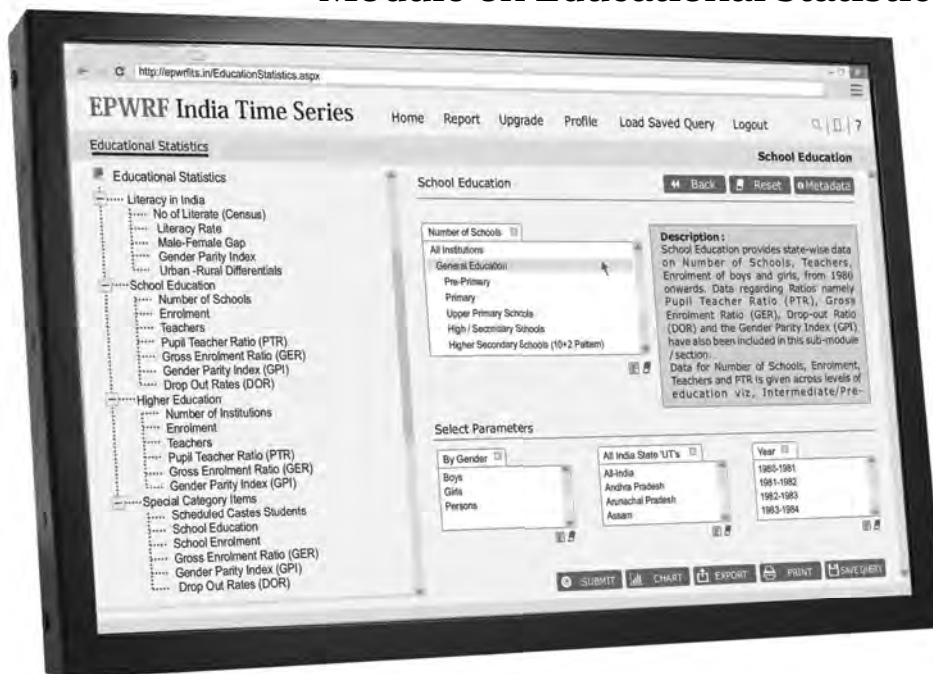 Module on Educational Statistic
http://epwrfits.in/EducationStatistics.aspx
EPWRF India Time Series
Home Report Upgrade Profile Load Saved Query Logout
?
Educational Statistics
School Education
Educational Statistics
Literacy in India
No of Literate (Census)
Literacy Rate
Male-Female Gap
Gender Parity Index
Urban -Rural Differentials
School Education
Number of Schools
Enrolment
Teachers
Pupil Teacher Ratio (PTR)
Gross Enrolment Ratio (GER)
Gender Parity Index (GPI)
Drop Out Rates (DOR)
Higher Education
Number of Institutions
Enrolment
Teachers
Pupil Teacher Ratio (PTR)
Gross Enrolment Ratio (GER)
Gender Parity Index (GPI)
Special Category Items
Scheduled Castes Students
School Education
School Enrolment
Gross Enrolment Ratio (GER)
Gender Parity Index (GPI)
Drop Out Rates (DOR)
School Education
Back Reset Metadata
Number of Schools
All Institutions
General Education
Pre-Primary
Primary
Upper Primary Schools
High / Secondary Schools
Higher Secondary Schools (10+2 Pattern)
Description :
School Education provides state-wise data
on Number of Schools, Teachers,
Enrolment of boys and girls, from 1980
onwards. Data regarding Ratios namely
Pupil Teacher Ratio (PTR), Gross
Enrolment Ratio (GER), Drop-out Ratio
(DOR) and the Gender Parity Index (GPI)
have also been included in this sub-module
/ section.
Data for Number of Schools, Enrolment,
Teachers and PTR is given across levels of
education viz, Intermediate/Pre-
Select Parameters
By Gender
Boys
Girls
Persons
All India State 'UT's
All-India
Andhra Pradesh
Arunachal Pradesh
Assam
Year
1980-1981
1981-1982
1982-1983
1983-1984
SUBMIT CHART EXPORT PRINT SAVE QUERY